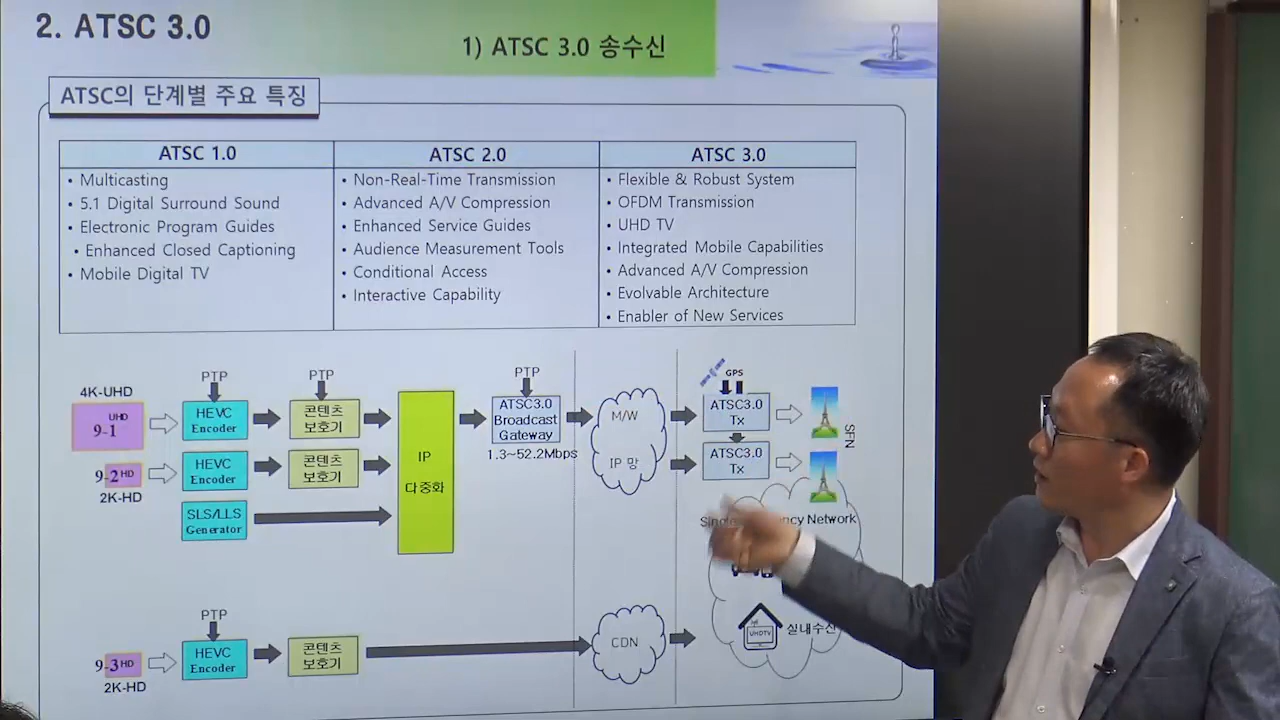 2. ATSC 3.0
1) ATSC 3.0 송수신
ATSC의 단계별 주요 특징
ATSC 1.0
• Multicasting
• 5.1 Digital Surround Sound
• Electronic Program Guides
• Enhanced Closed Captioning
• Mobile Digital TV
ATSC 2.0
• Non-Real-Time Transmission
• Advanced A/V Compression
• Enhanced Service Guides
• Audience Measurement Tools
• Conditional Access
• Interactive Capability
ATSC 3.0
• Flexible & Robust System
• OFDM Transmission
• UHD TV
• Integrated Mobile Capabilities
• Advanced A/V Compression
• Evolvable Architecture
• Enabler of New Services
4K-UHD
UHD
9-1
PTP
HEVC
Encoder
PTP
콘텐츠
보호기
9-2 HD
2K-HD
HEVC
Encoder
콘텐츠
보호기
SLS/LLS
Generator
IP
다중화
PTP
ATSC3.0
Broadcast
Gateway
1.3~52.2Mbps
M/W
IP 망
GPS
ATSC3.0
Tx
ATSC3.0
Tx
SFN
Network
PTP
9-3 HD
2K-HD
HEVC
Encoder
콘텐츠
보호기
CDN
UHDTV
실내수신